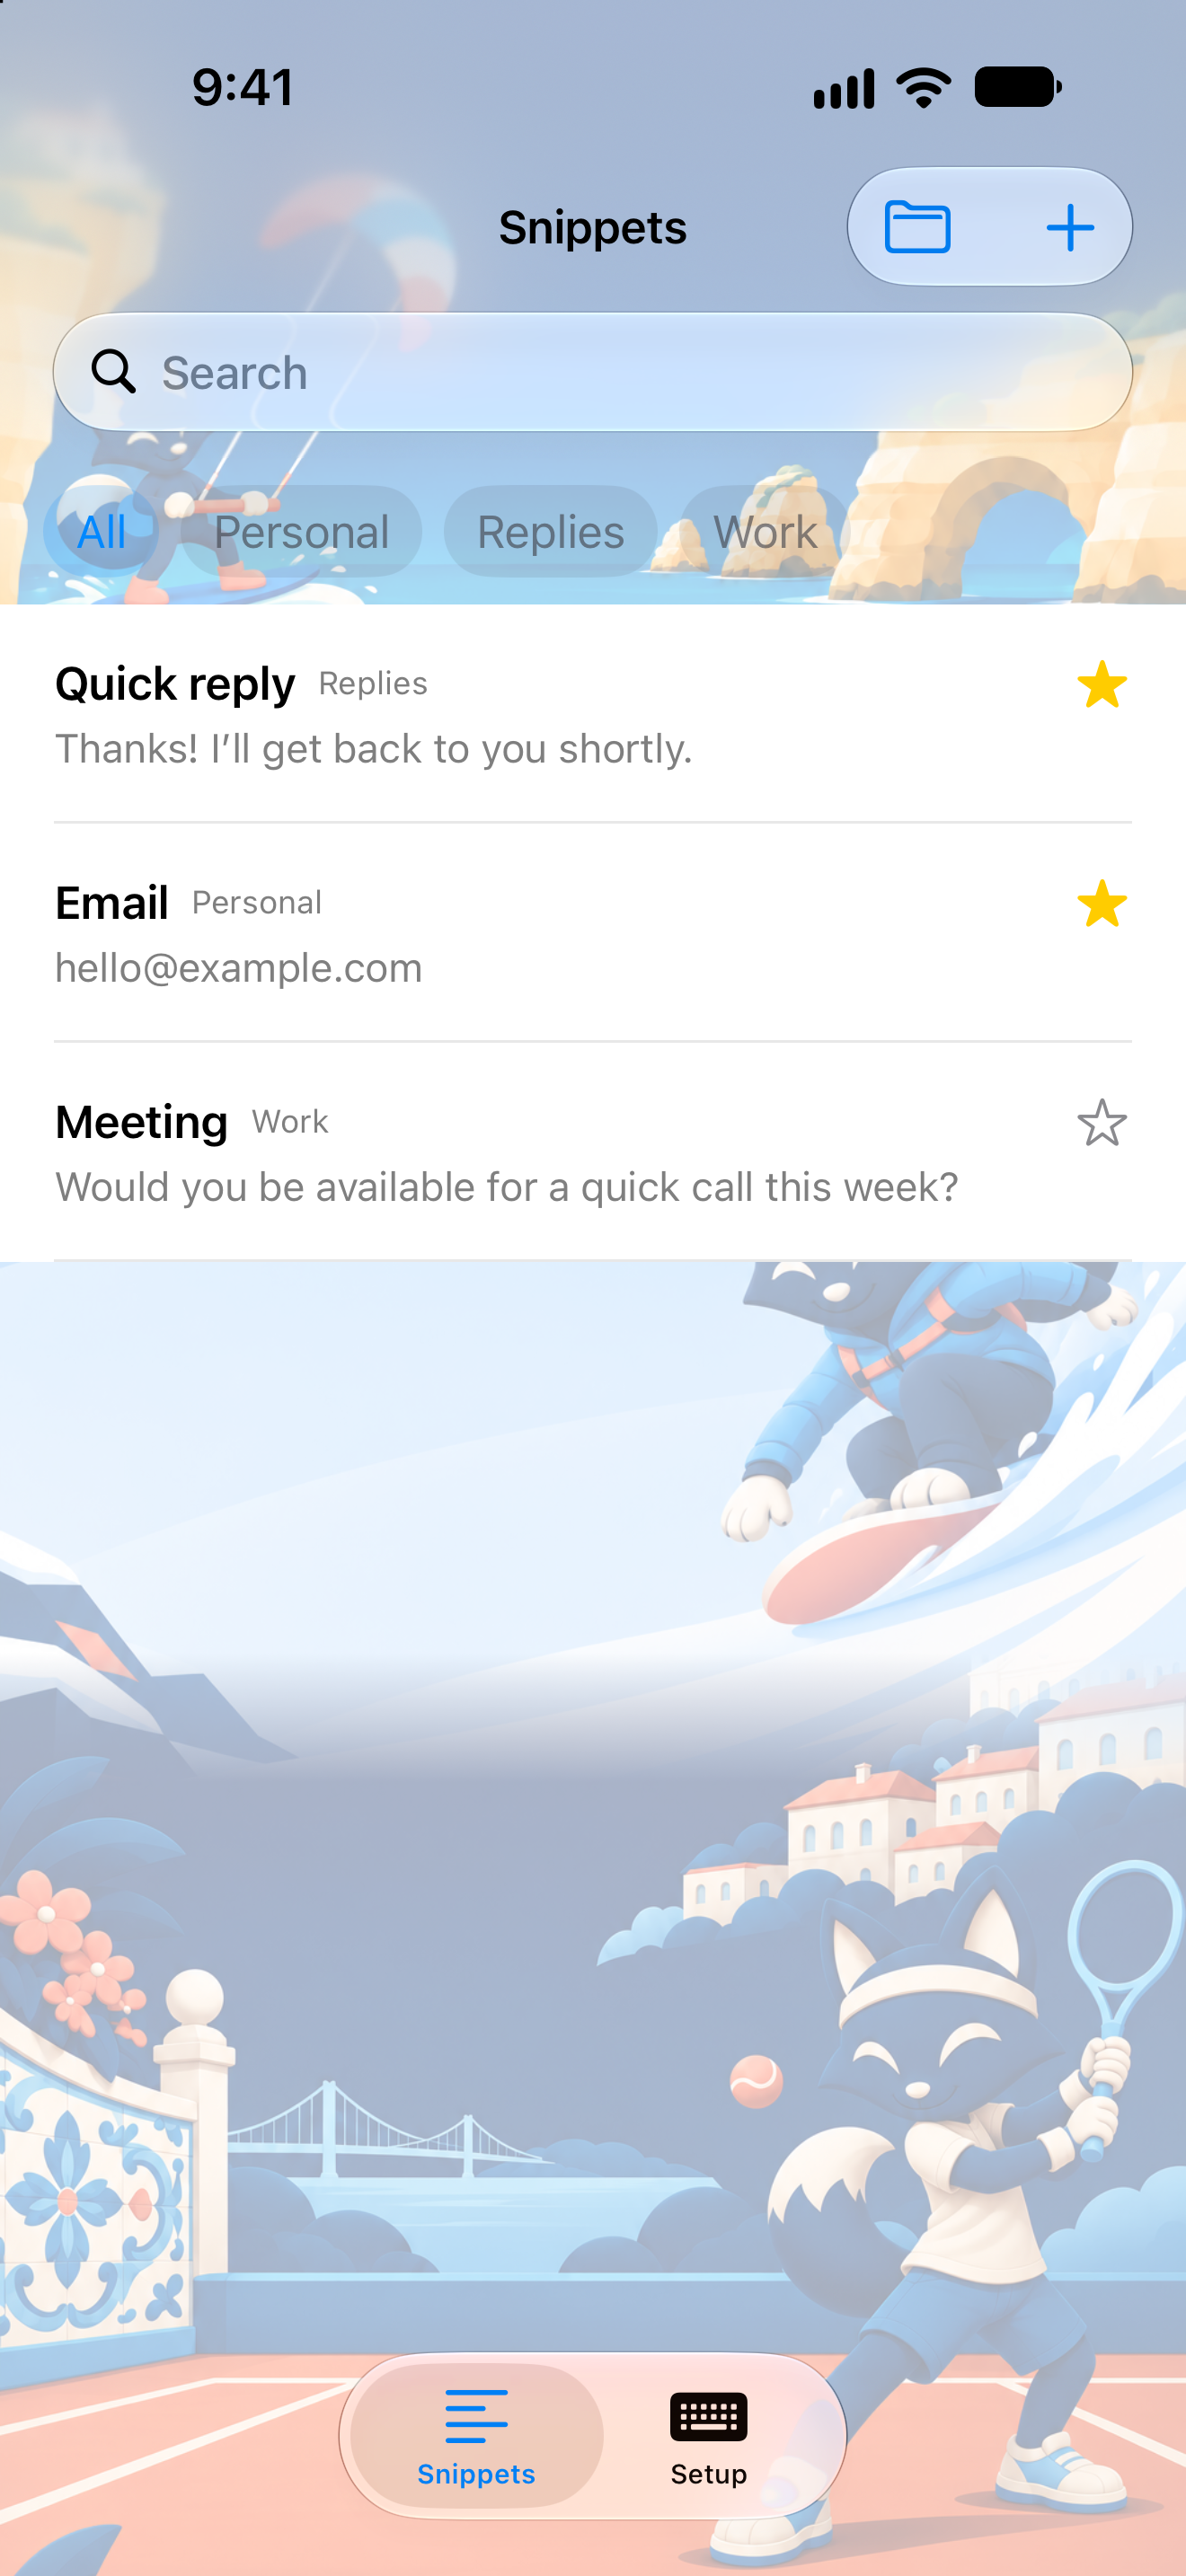 9:41
Snippets
Search
All Personal Replies Work
Quick reply Replies
Thanks! I’ll get back to you shortly.
Email Personal
hello@example.com
Meeting Work
Would you be available for a quick call this week?
Snippets Setup